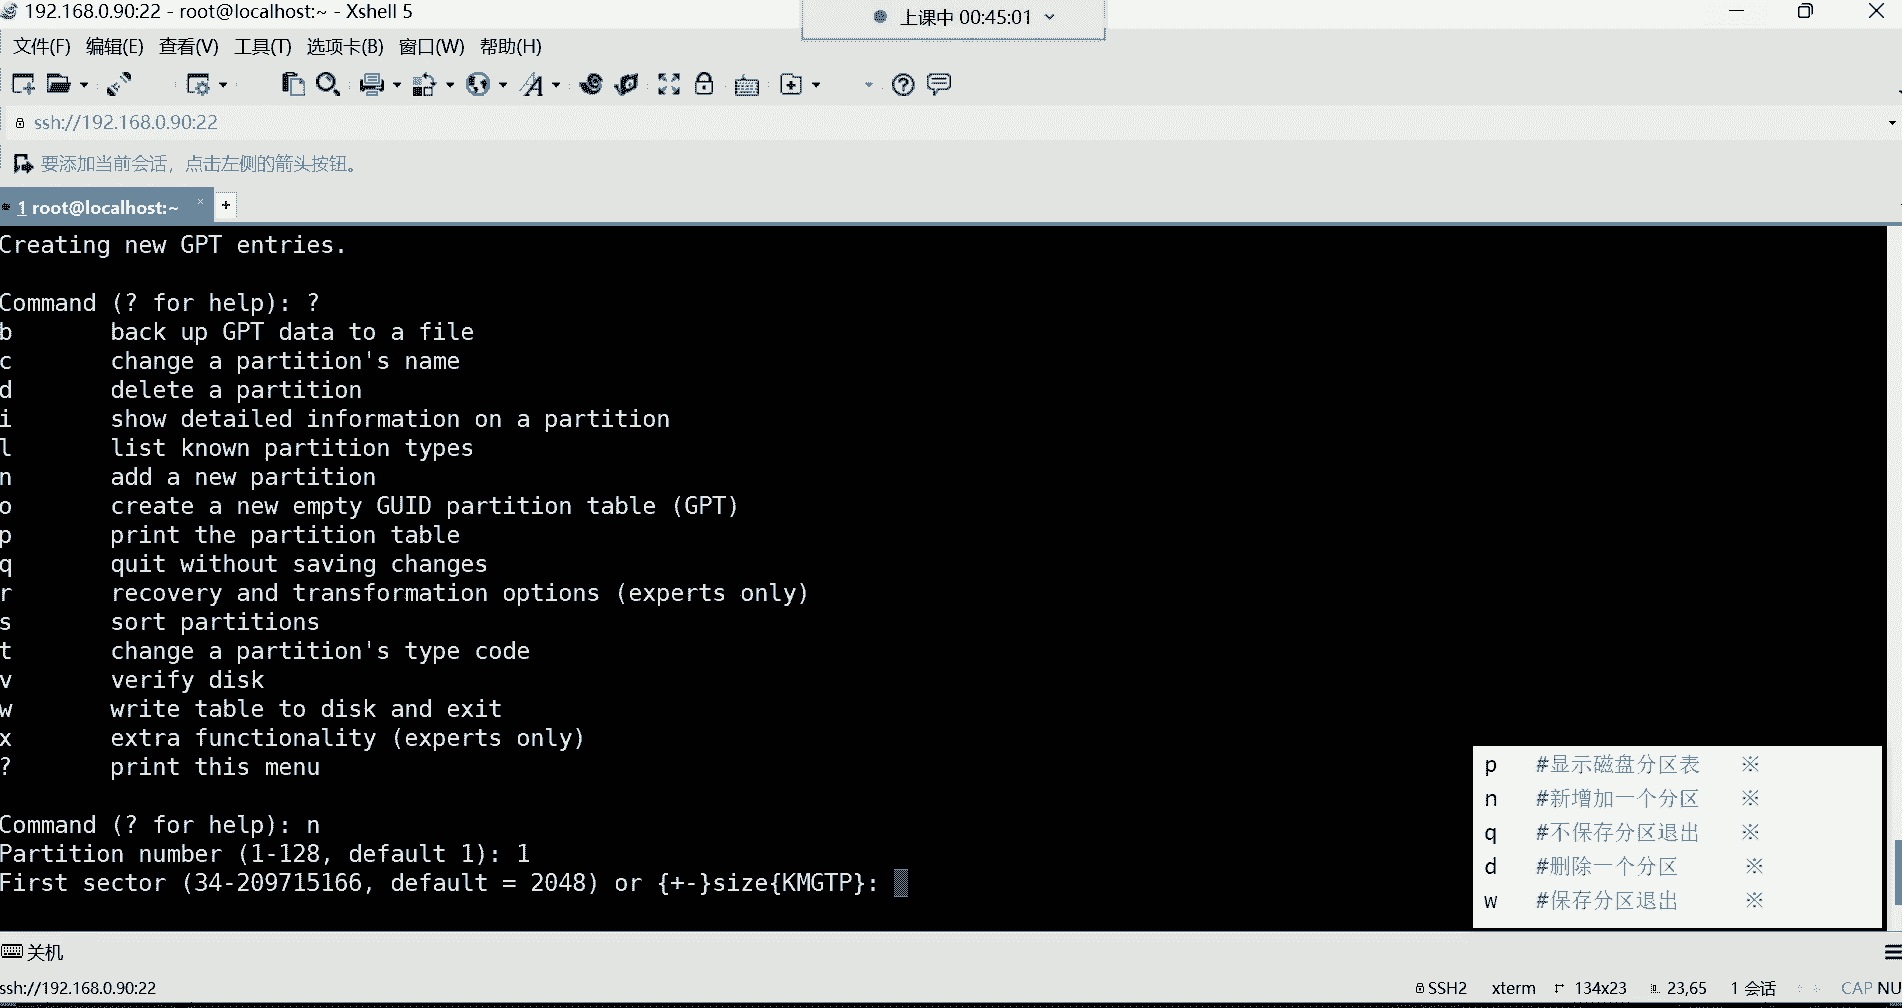 192.168.0.90:22 - root@localhost:~ - Xshell 5
上课中 00:45:01
文件(F) 编辑(E) 查看(V) 工具(T) 选项卡(B) 窗口(W) 帮助(H)
ssh://192.168.0.90:22
要添加当前会话，点击左侧的箭头按钮。
1 root@localhost:~ × +
Creating new GPT entries.
Command (? for help): ?
b back up GPT data to a file
c change a partition's name
d delete a partition
i show detailed information on a partition
l list known partition types
n add a new partition
o create a new empty GUID partition table (GPT)
p print the partition table
q quit without saving changes
r recovery and transformation options (experts only)
s sort partitions
t change a partition's type code
v verify disk
w write table to disk and exit
x extra functionality (experts only)
? print this menu
Command (? for help): n
Partition number (1-128, default 1): 1
First sector (34-209715166, default = 2048) or {+-}size{KMGTP}:
p #显示磁盘分区表 ※
n #新增加一个分区 ※
q #不保存分区退出 ※
d #删除一个分区 ※
w #保存分区退出 ※
关机
ssh://192.168.0.90:22 SSH2 xterm 134x23 23,65 1 会话 CAP NU